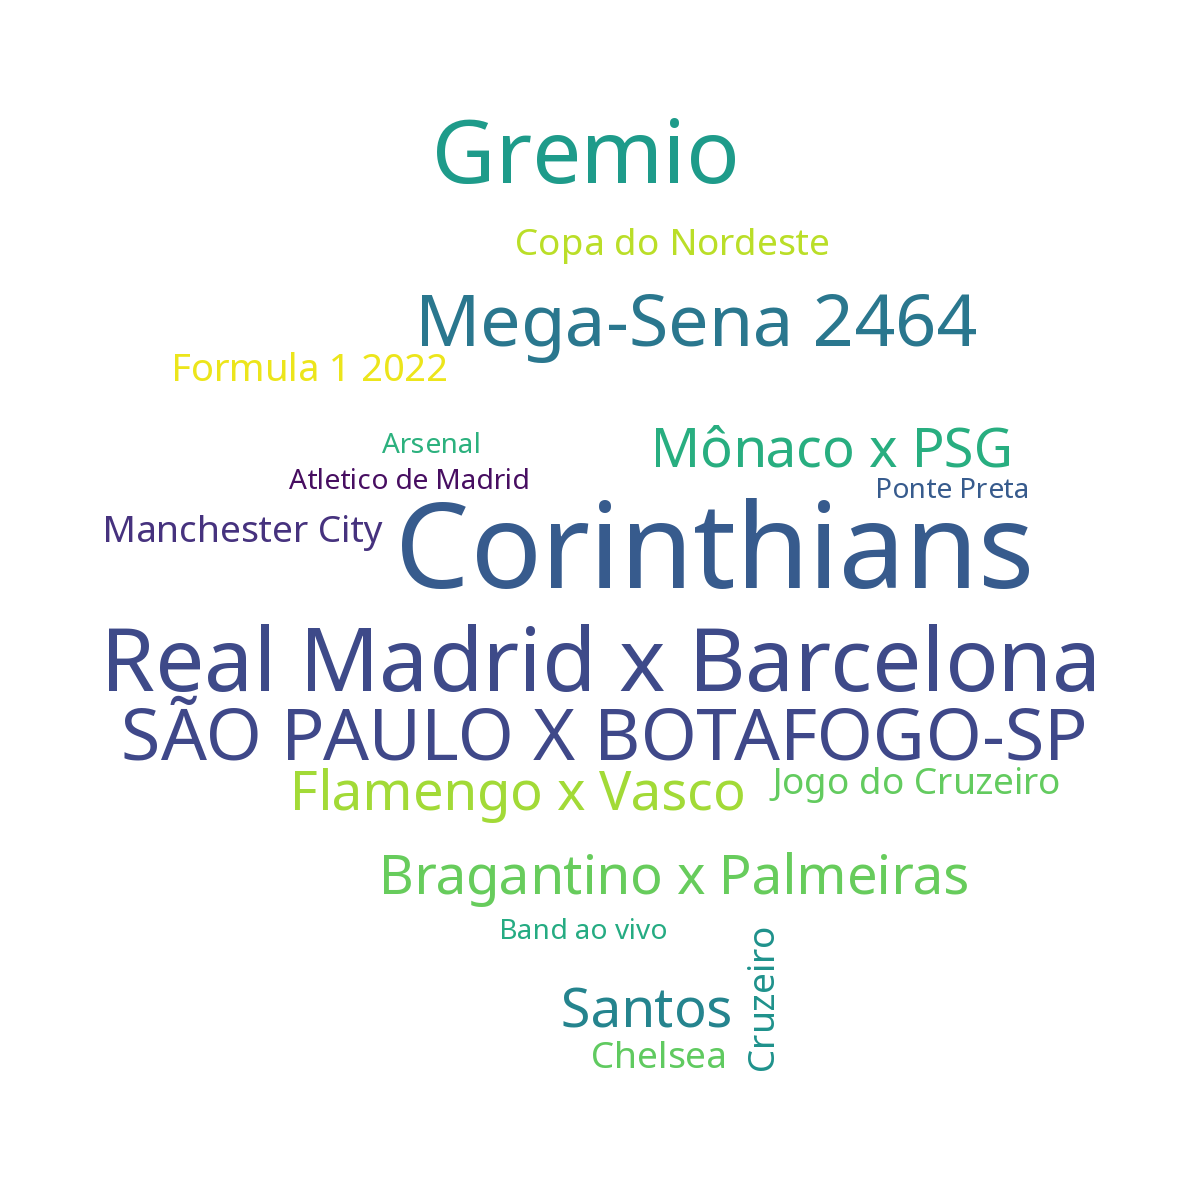 Gremio
Copa do Nordeste
Mega-Sena 2464
Formula 1 2022
Arsenal
Mônaco x PSG
Atletico de Madrid
Ponte Preta
Manchester City
Corinthians
Real Madrid x Barcelona
SÃO PAULO X BOTAFOGO-SP
Flamengo x Vasco
Jogo do Cruzeiro
Bragantino x Palmeiras
Band ao vivo
Cruzeiro
Santos
Chelsea